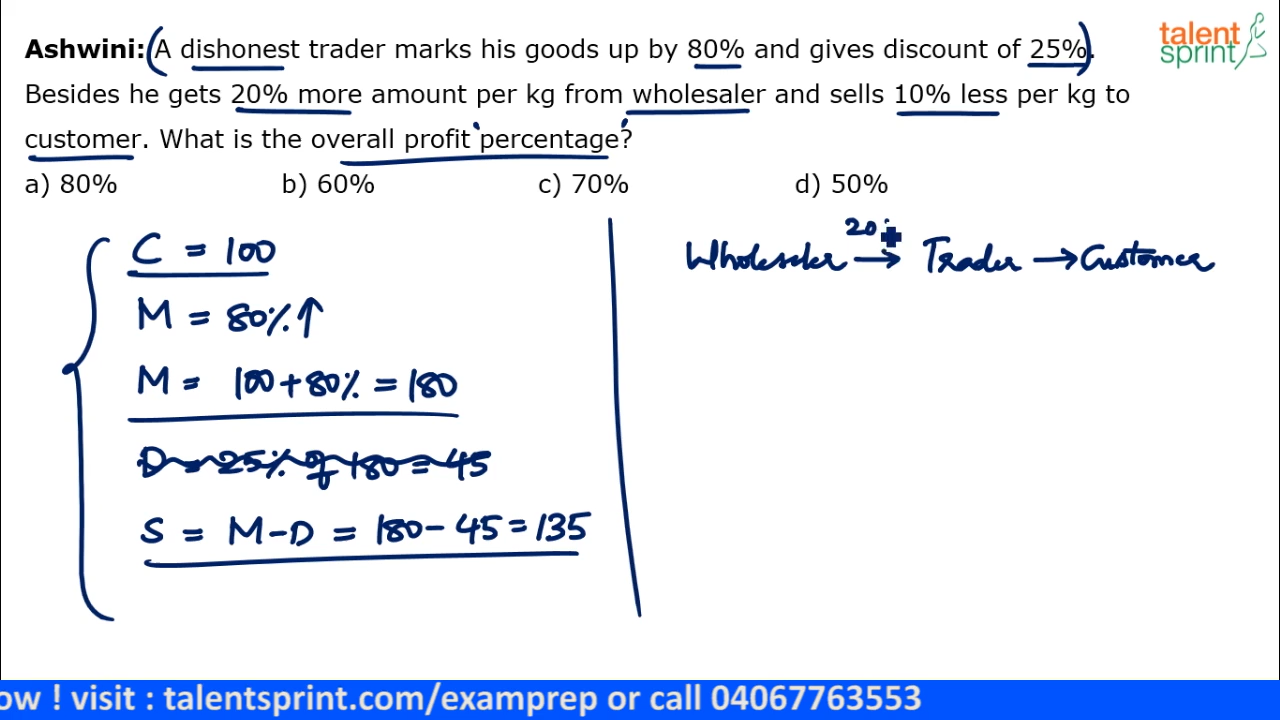 talent
sprint
Ashwini: (A dishonest trader marks his goods up by 80% and gives discount of 25%).
Besides he gets 20% more amount per kg from wholesaler and sells 10% less per kg to
customer. What is the overall profit percentage?
a) 80% b) 60% c) 70% d) 50%
C = 100
M = 80%↑
M = 100+80% = 180
D = 25% of 180 = 45
S = M-D = 180-45=135
20
Wholesaler → Trader → Customer
ow ! visit : talentsprint.com/examprep or call 04067763553